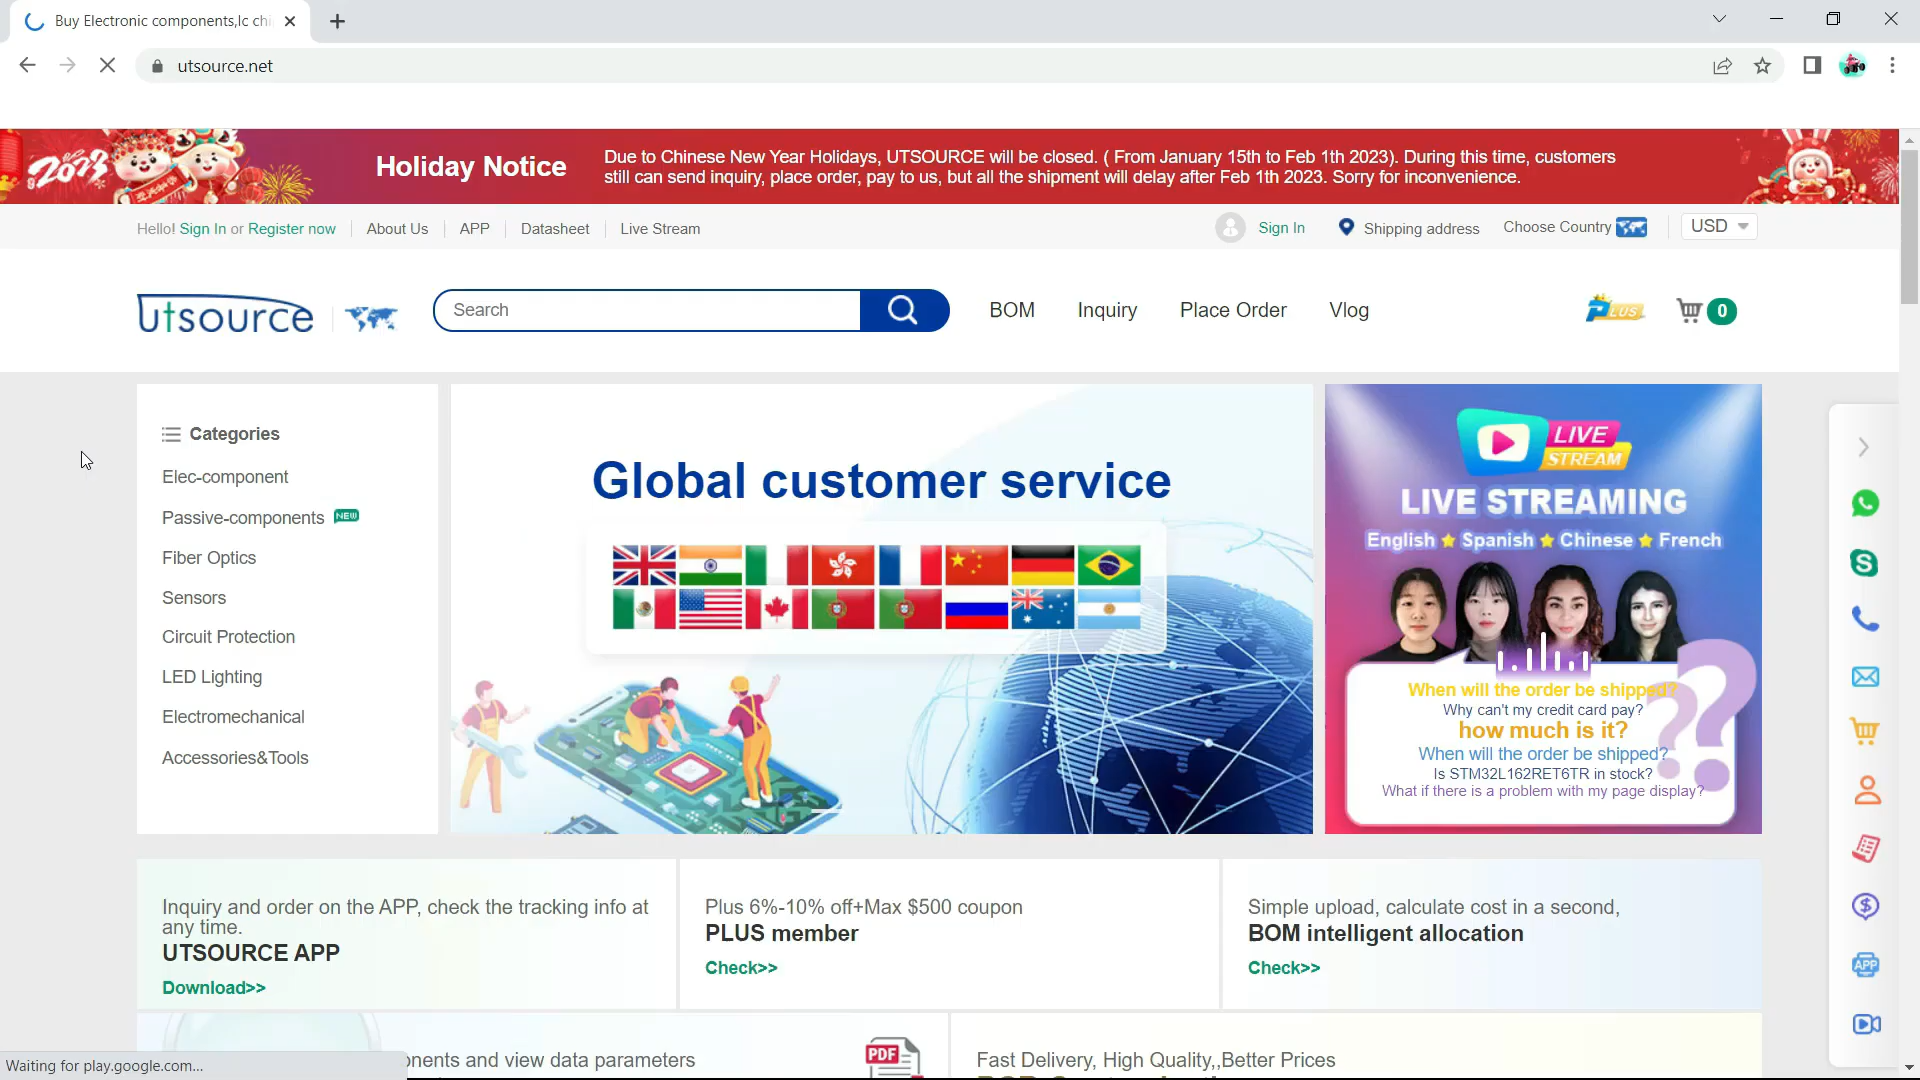 Buy Electronic components,Ic chi
utsource.net
2023
Holiday Notice
Due to Chinese New Year Holidays, UTSOURCE will be closed. ( From January 15th to Feb 1th 2023). During this time, customers
still can send inquiry, place order, pay to us, but all the shipment will delay after Feb 1th 2023. Sorry for inconvenience.
Hello! Sign In or Register now
About Us
APP
Datasheet
Live Stream
Sign In
Shipping address
Choose Country
USD
utsource
Search
BOM
Inquiry
Place Order
Vlog
PLUS
0
Categories
Elec-component
Passive-components NEW
Fiber Optics
Sensors
Circuit Protection
LED Lighting
Electromechanical
Accessories&Tools
Global customer service
LIVE
STREAM
LIVE STREAMING
English ★ Spanish ★ Chinese ★ French
When will the order be shipped?
Why can't my credit card pay?
how much is it?
When will the order be shipped?
Is STM32L162RET6TR in stock?
What if there is a problem with my page display?
Inquiry and order on the APP, check the tracking info at
any time.
UTSOURCE APP
Download>>
Plus 6%-10% off+Max $500 coupon
PLUS member
Check>>
Simple upload, calculate cost in a second,
BOM intelligent allocation
Check>>
APP
onents and view data parameters
PDF
Fast Delivery, High Quality,,Better Prices
Waiting for play.google.com...